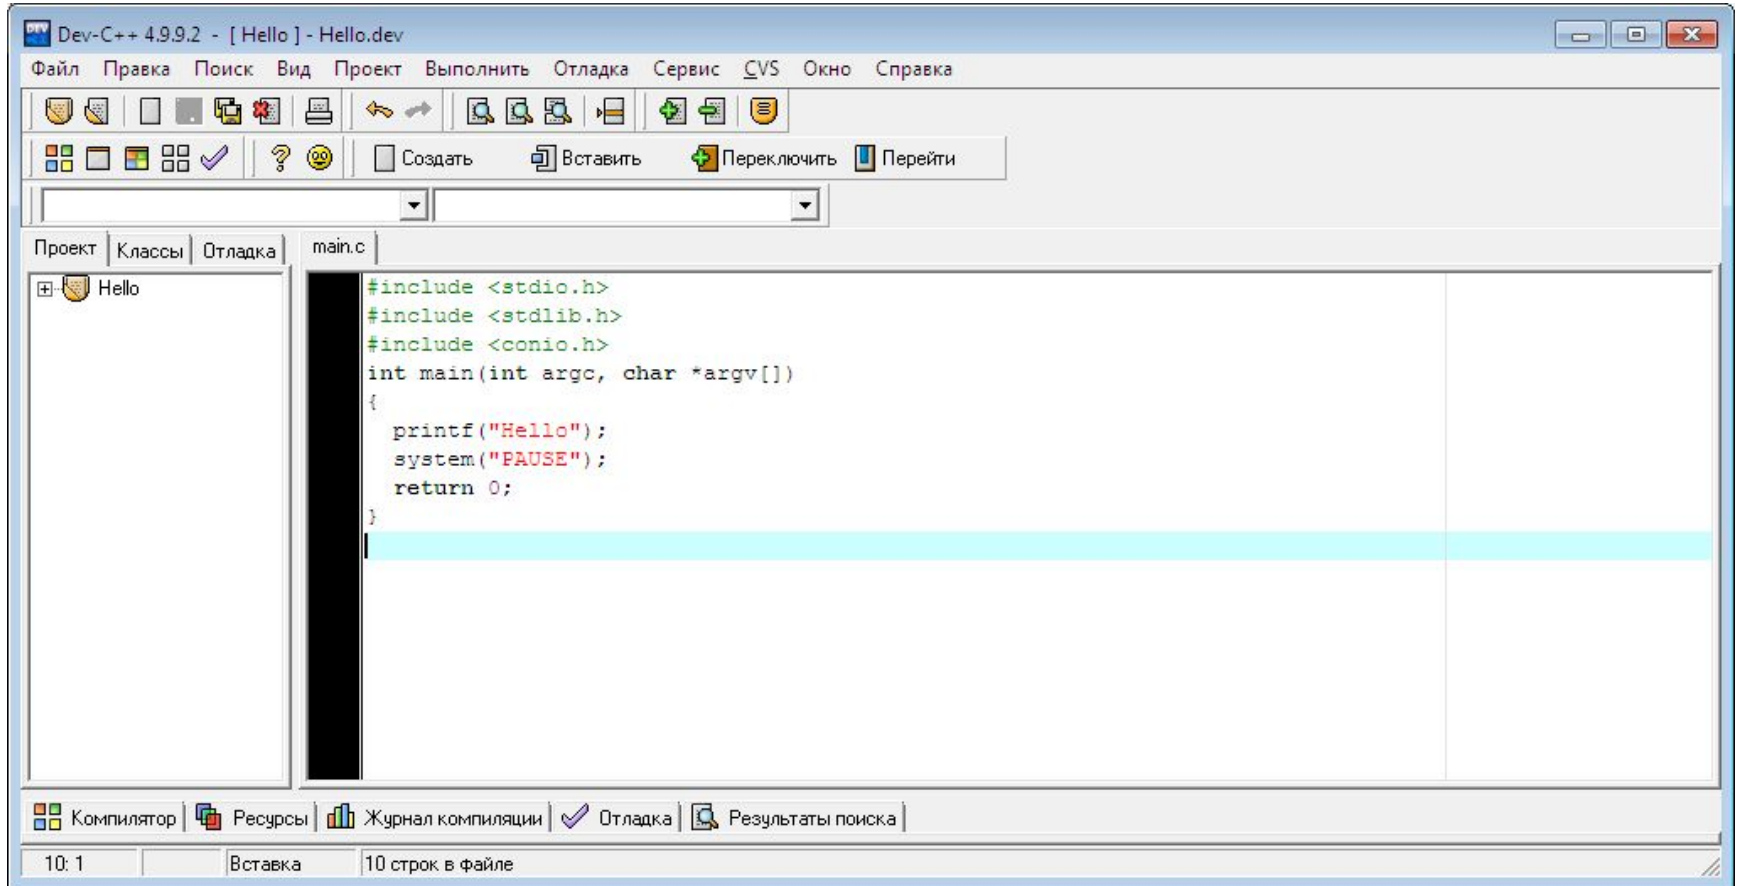 Dev-C++ 4.9.9.2 - [ Hello ] - Hello.dev
Файл Правка Поиск Вид Проект Выполнить Отладка Сервис CVS Окно Справка
Создать Вставить Переключить Перейти
Проект Классы Отладка main.c
Hello
#include <stdio.h>
#include <stdlib.h>
#include <conio.h>
int main(int argc, char *argv[])
{
printf("Hello");
system("PAUSE");
return 0;
}
Компилятор Ресурсы Журнал компиляции Отладка Результаты поиска
10: 1 Вставка 10 строк в файле